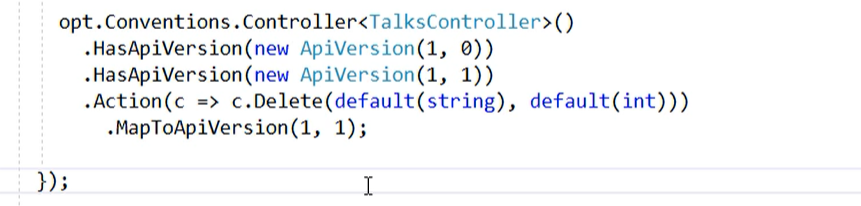 opt.Conventions.Controller<TalksController>()
.HasApiVersion(new ApiVersion(1, 0))
.HasApiVersion(new ApiVersion(1, 1))
.Action(c => c.Delete(default(string), default(int)))
.MapToApiVersion(1, 1);
});